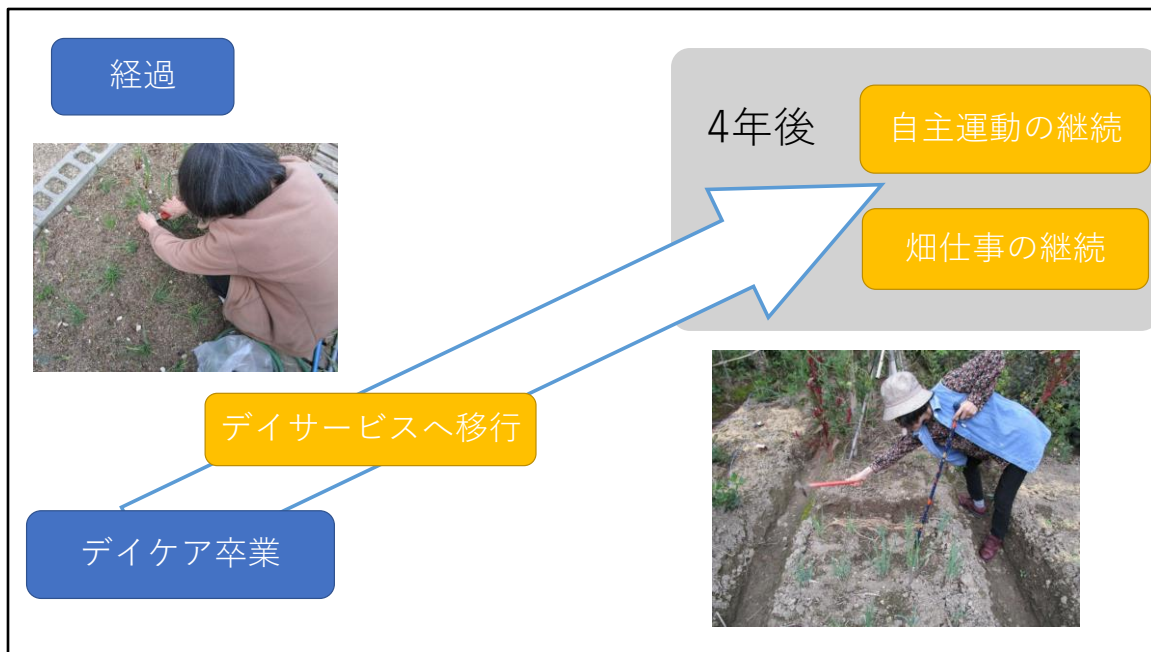 経過
4年後
自主運動の継続
畑仕事の継続
デイサービスへ移行
デイケア卒業